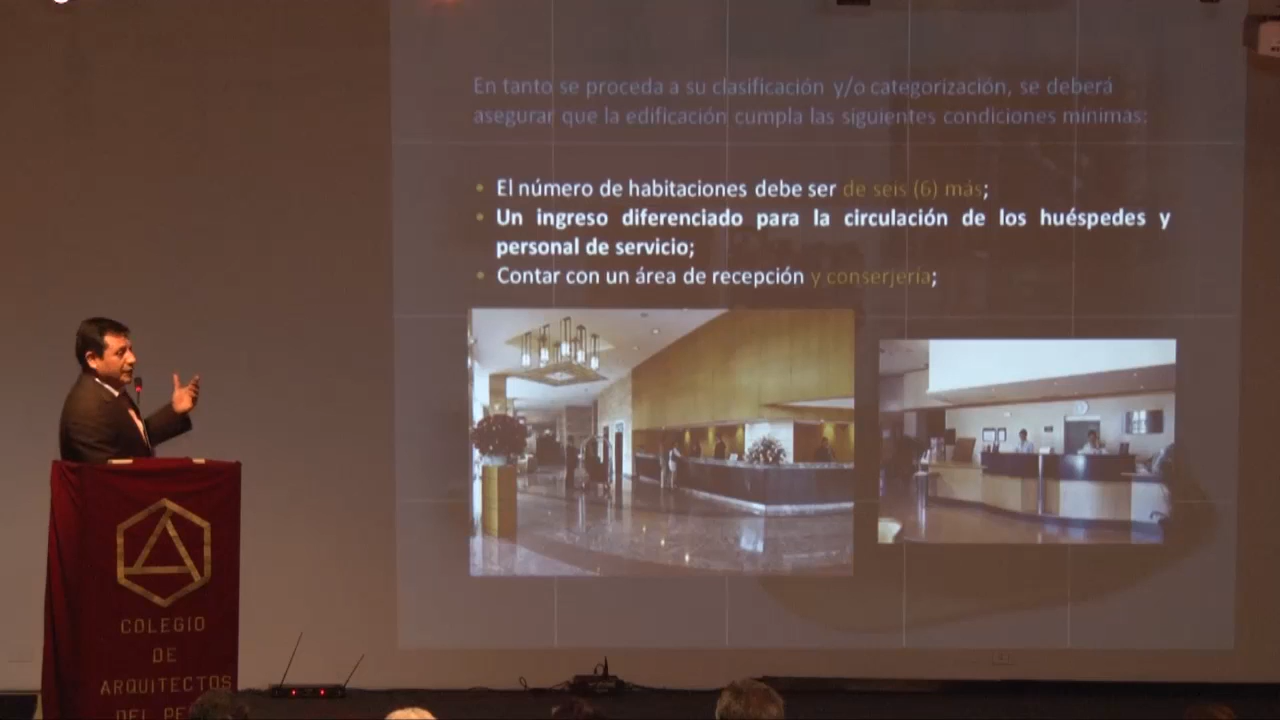 En tanto se proceda a su clasificación y/o categorización, se deberá
asegurar que la edificación cumpla las siguientes condiciones mínimas:
• El número de habitaciones debe ser de seis (6) más;
• Un ingreso diferenciado para la circulación de los huéspedes y
personal de servicio;
• Contar con un área de recepción y conserjería;
COLEGIO
DE
ARQUITECTOS
DEL